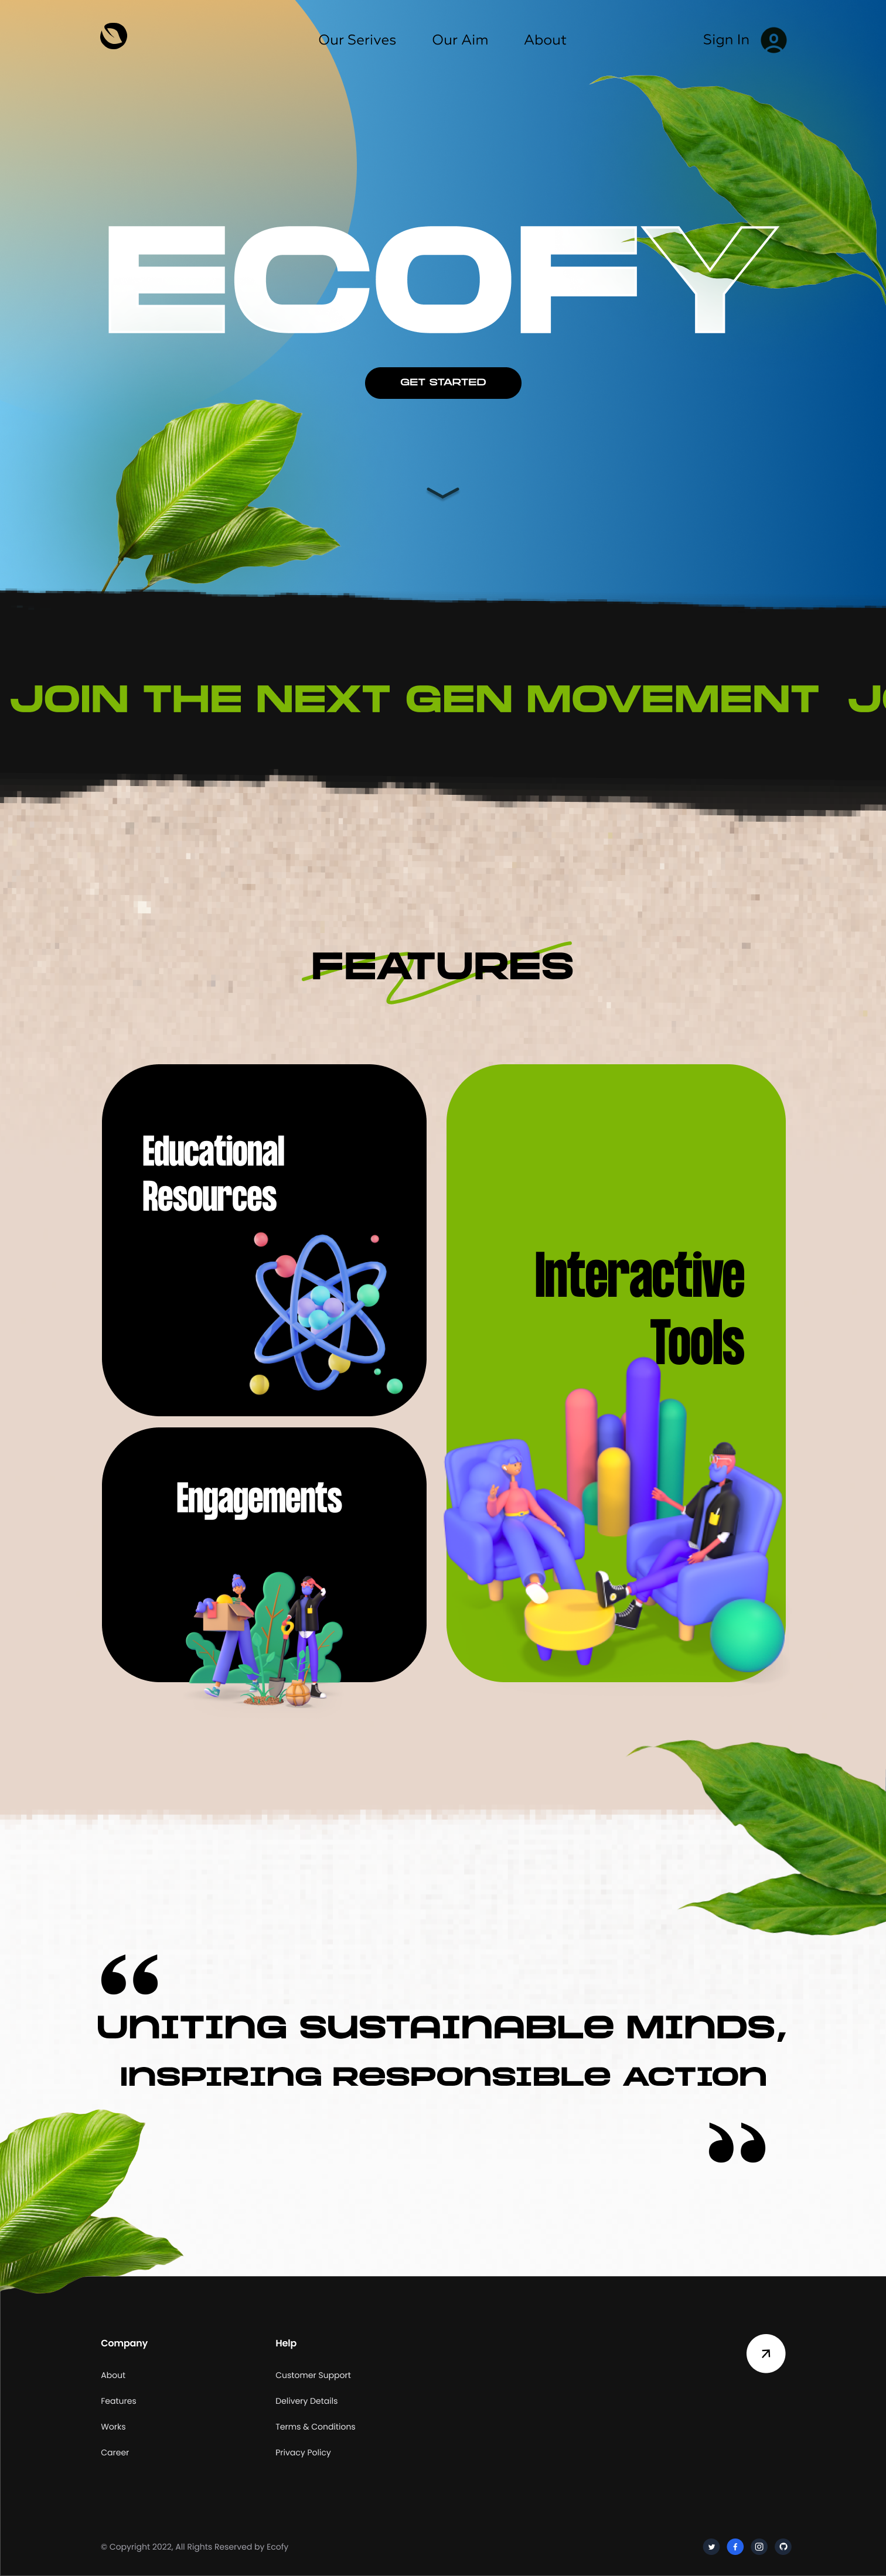 Our Serives Our Aim About Sign In
ECOFY
GET STARTED
JOIN THE NEXT GEN MOVEMENT JO
FEATURES
Educational
Resources
Interactive
Tools
Engagements
“
UNITING SUSTAINABLE MINDS,
INSPIRING RESPONSIBLE ACTION
”
Company
About
Features
Works
Career
Help
Customer Support
Delivery Details
Terms & Conditions
Privacy Policy
© Copyright 2022, All Rights Reserved by Ecofy